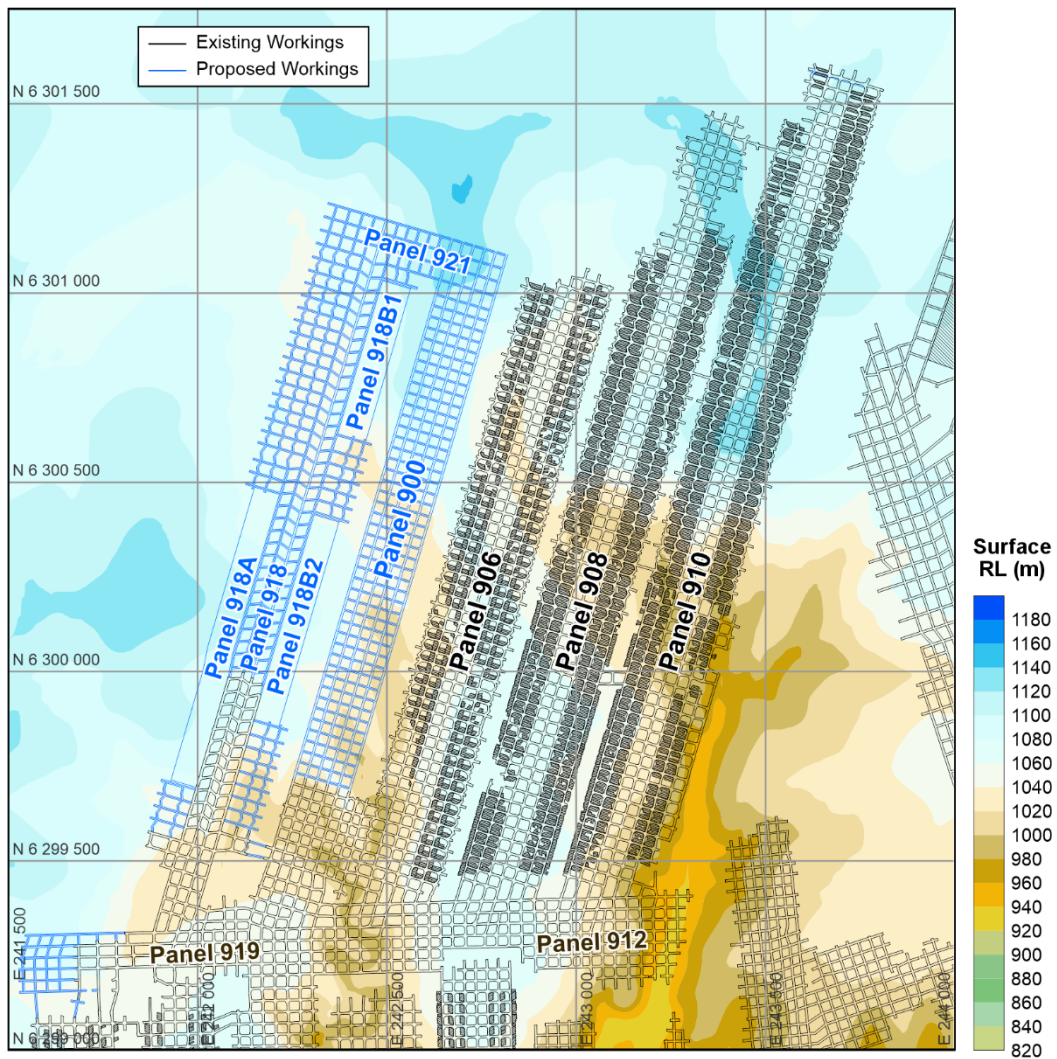 Existing Workings
Proposed Workings
N 6 301 500
N 6 301 000
N 6 300 500
N 6 300 000
N 6 299 500
N 6 299 000
E 241 500
E 242 000
E 242 500
E 243 000
E 243 500
E 244 000
Panel 921
Panel 918B1
Panel 900
Panel 918A
Panel 918
Panel 918B2
Panel 906
Panel 908
Panel 910
Panel 919
Panel 912
Surface
RL (m)
1180
1160
1140
1120
1100
1080
1060
1040
1020
1000
980
960
940
920
900
880
860
840
820